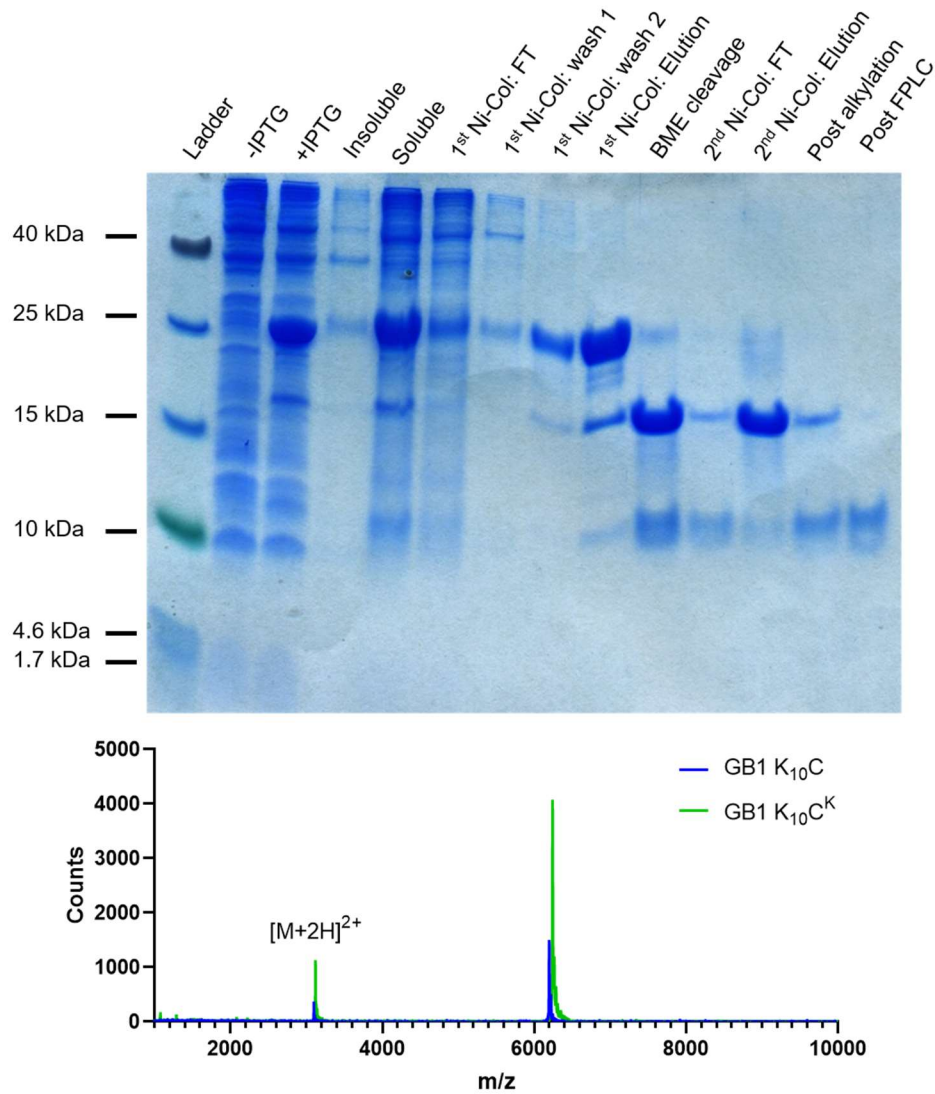 Ladder
-IPTG
+IPTG
Insoluble
Soluble
1st Ni-Col: FT
1st Ni-Col: wash 1
1st Ni-Col: wash 2
1st Ni-Col: Elution
BME cleavage
2nd Ni-Col: FT
2nd Ni-Col: Elution
Post alkylation
Post FPLC
40 kDa
25 kDa
15 kDa
10 kDa
4.6 kDa
1.7 kDa
5000
4000
3000
2000
1000
0
Counts
[M+2H]2+
GB1 K10C
GB1 K10CK
2000
4000
6000
8000
10000
m/z